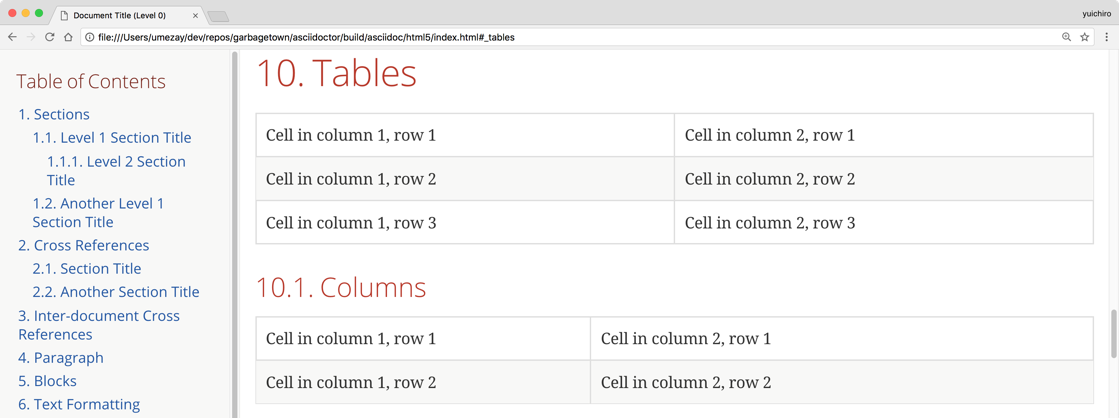 Document Title (Level 0)
yuichiro
file:///Users/umezay/dev/repos/garbagetown/asciidoctor/build/asciidoc/html5/index.html#_tables
Table of Contents
1. Sections
1.1. Level 1 Section Title
1.1.1. Level 2 Section
Title
1.2. Another Level 1
Section Title
2. Cross References
2.1. Section Title
2.2. Another Section Title
3. Inter-document Cross
References
4. Paragraph
5. Blocks
6. Text Formatting
10. Tables
Cell in column 1, row 1 Cell in column 2, row 1
Cell in column 1, row 2 Cell in column 2, row 2
Cell in column 1, row 3 Cell in column 2, row 3
10.1. Columns
Cell in column 1, row 1 Cell in column 2, row 1
Cell in column 1, row 2 Cell in column 2, row 2